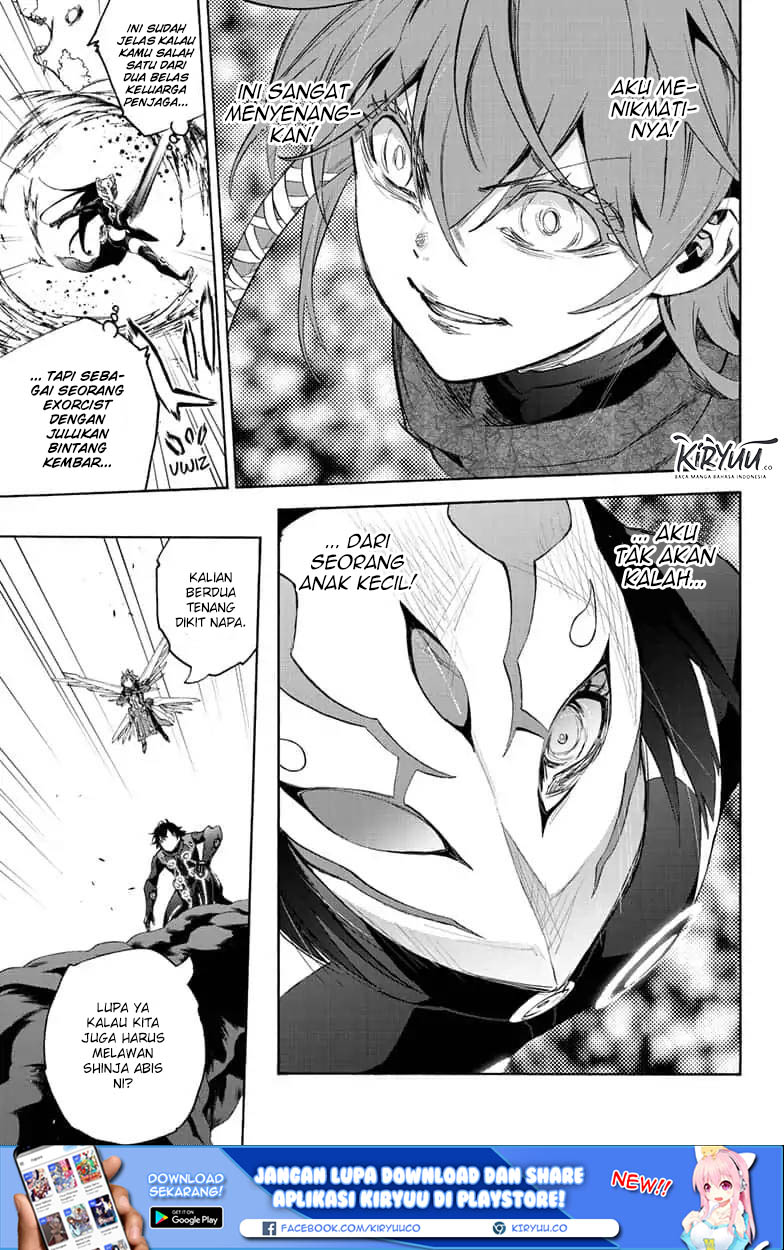 AKU ME-
NIKMATI-
NYA!
INI SANGAT
MENYENANG-
KAN!
INI SUDAH
JELAS KALAU
KAMU SALAH
SATU DARI
DUA BELAS
KELUARGA
PENJAGA...
... TAPI SEBA-
GAI SEORANG
EXORCIST
DENGAN
JULUKAN
BINTANG
KEMBAR...
UWIZ
KIRYUU.CO
BACA MANGA BAHASA INDONESIA
... AKU
TAK AKAN
KALAH...
... DARI
SEORANG
ANAK KECIL!
KALIAN
BERDUA
TENANG
DIKIT NAPA.
LUPA YA
KALAU KITA
JUGA HARUS
MELAWAN
SHINJA ABIS
NI?
DOWNLOAD
SEKARANG!
GET IT ON
Google Play
JANGAN LUPA DOWNLOAD DAN SHARE
APLIKASI KIRYUU DI PLAYSTORE!
NEW!!
FACEBOOK.COM/KIRYUUCO
KIRYUU.CO